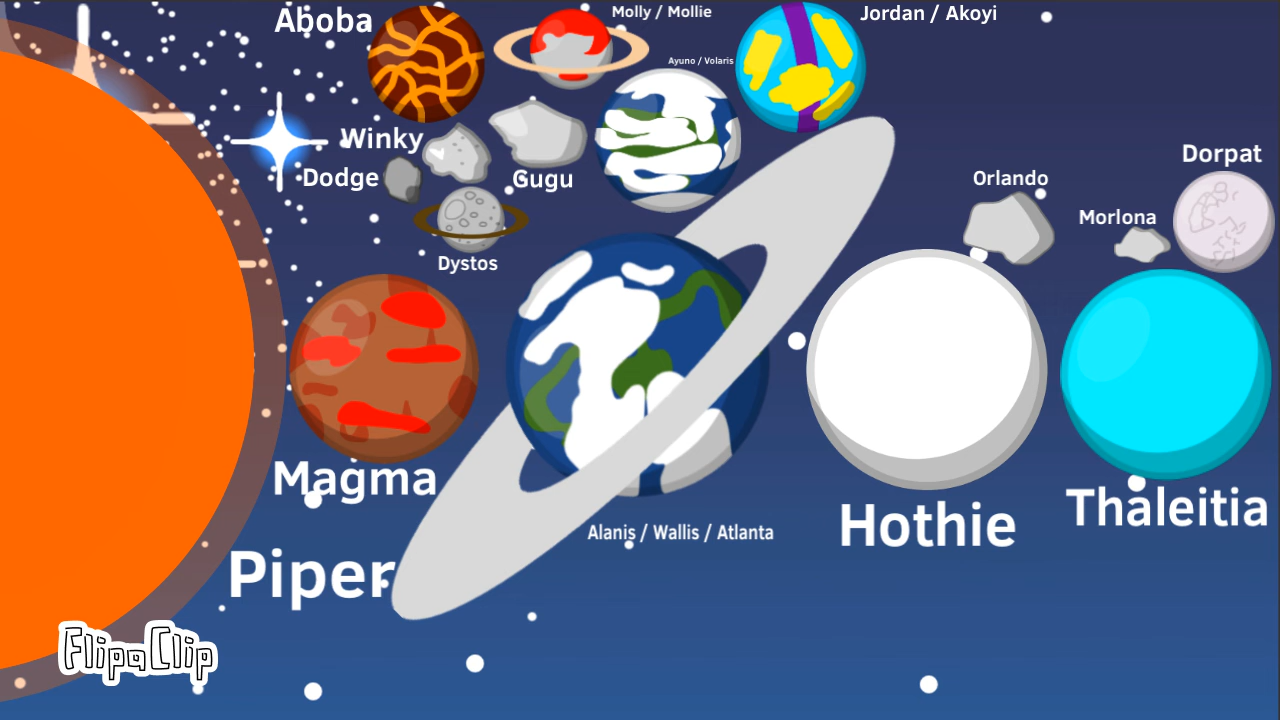 Aboba
Molly / Mollie
Jordan / Akoyi
Ayuno / Volaris
Winky
Dodge
Gugu
Dystos
Orlando
Dorpat
Morlona
Magma
Alanis / Wallis / Atlanta
Hothie
Thaleitia
Piper
FlipaClip